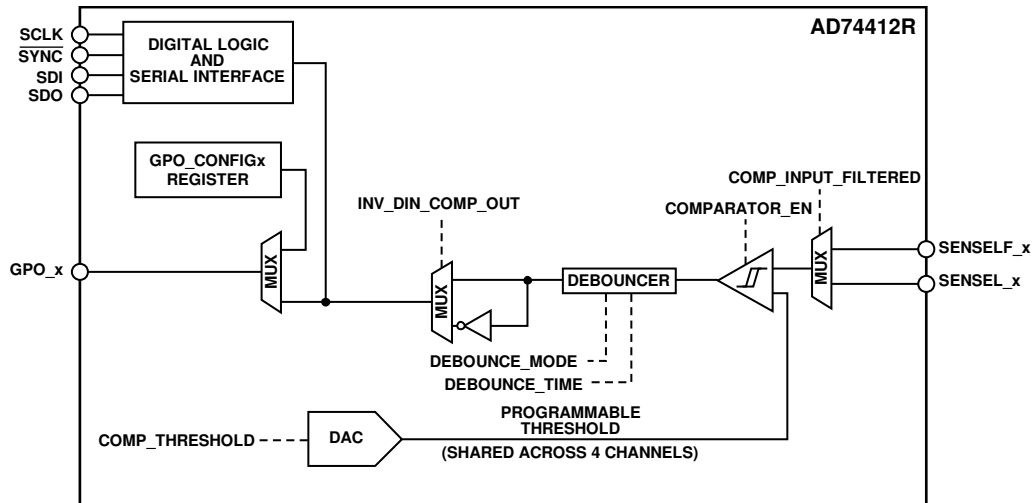 AD74412R
SCLK
SYNC
SDI
SDO
DIGITAL LOGIC
AND
SERIAL INTERFACE
GPO_CONFIGx
REGISTER
COMP_INPUT_FILTERED
INV_DIN_COMP_OUT
COMPARATOR_EN
GPO_x
MUX
MUX
DEBOUNCER
MUX
SENSELF_x
SENSEL_x
DEBOUNCE_MODE
DEBOUNCE_TIME
COMP_THRESHOLD
DAC
PROGRAMMABLE
THRESHOLD
(SHARED ACROSS 4 CHANNELS)